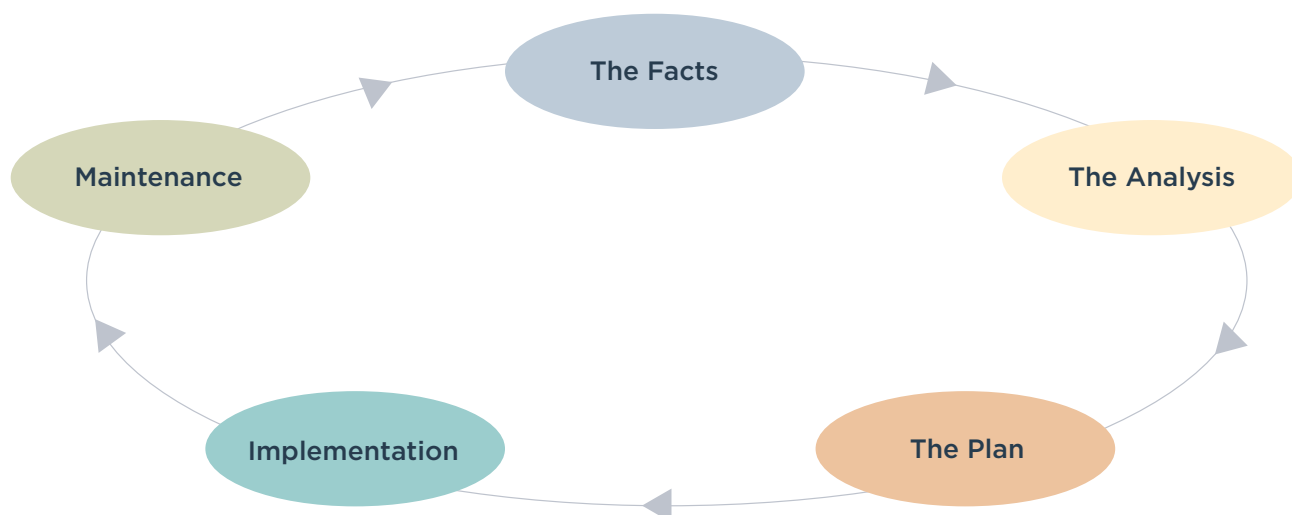 The Facts
The Analysis
The Plan
Implementation
Maintenance